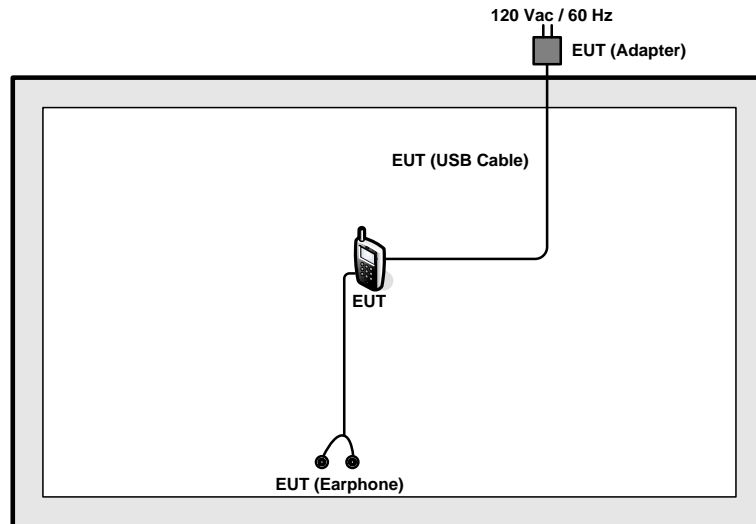 120 Vac / 60 Hz
EUT (Adapter)
EUT (USB Cable)
EUT
EUT (Earphone)